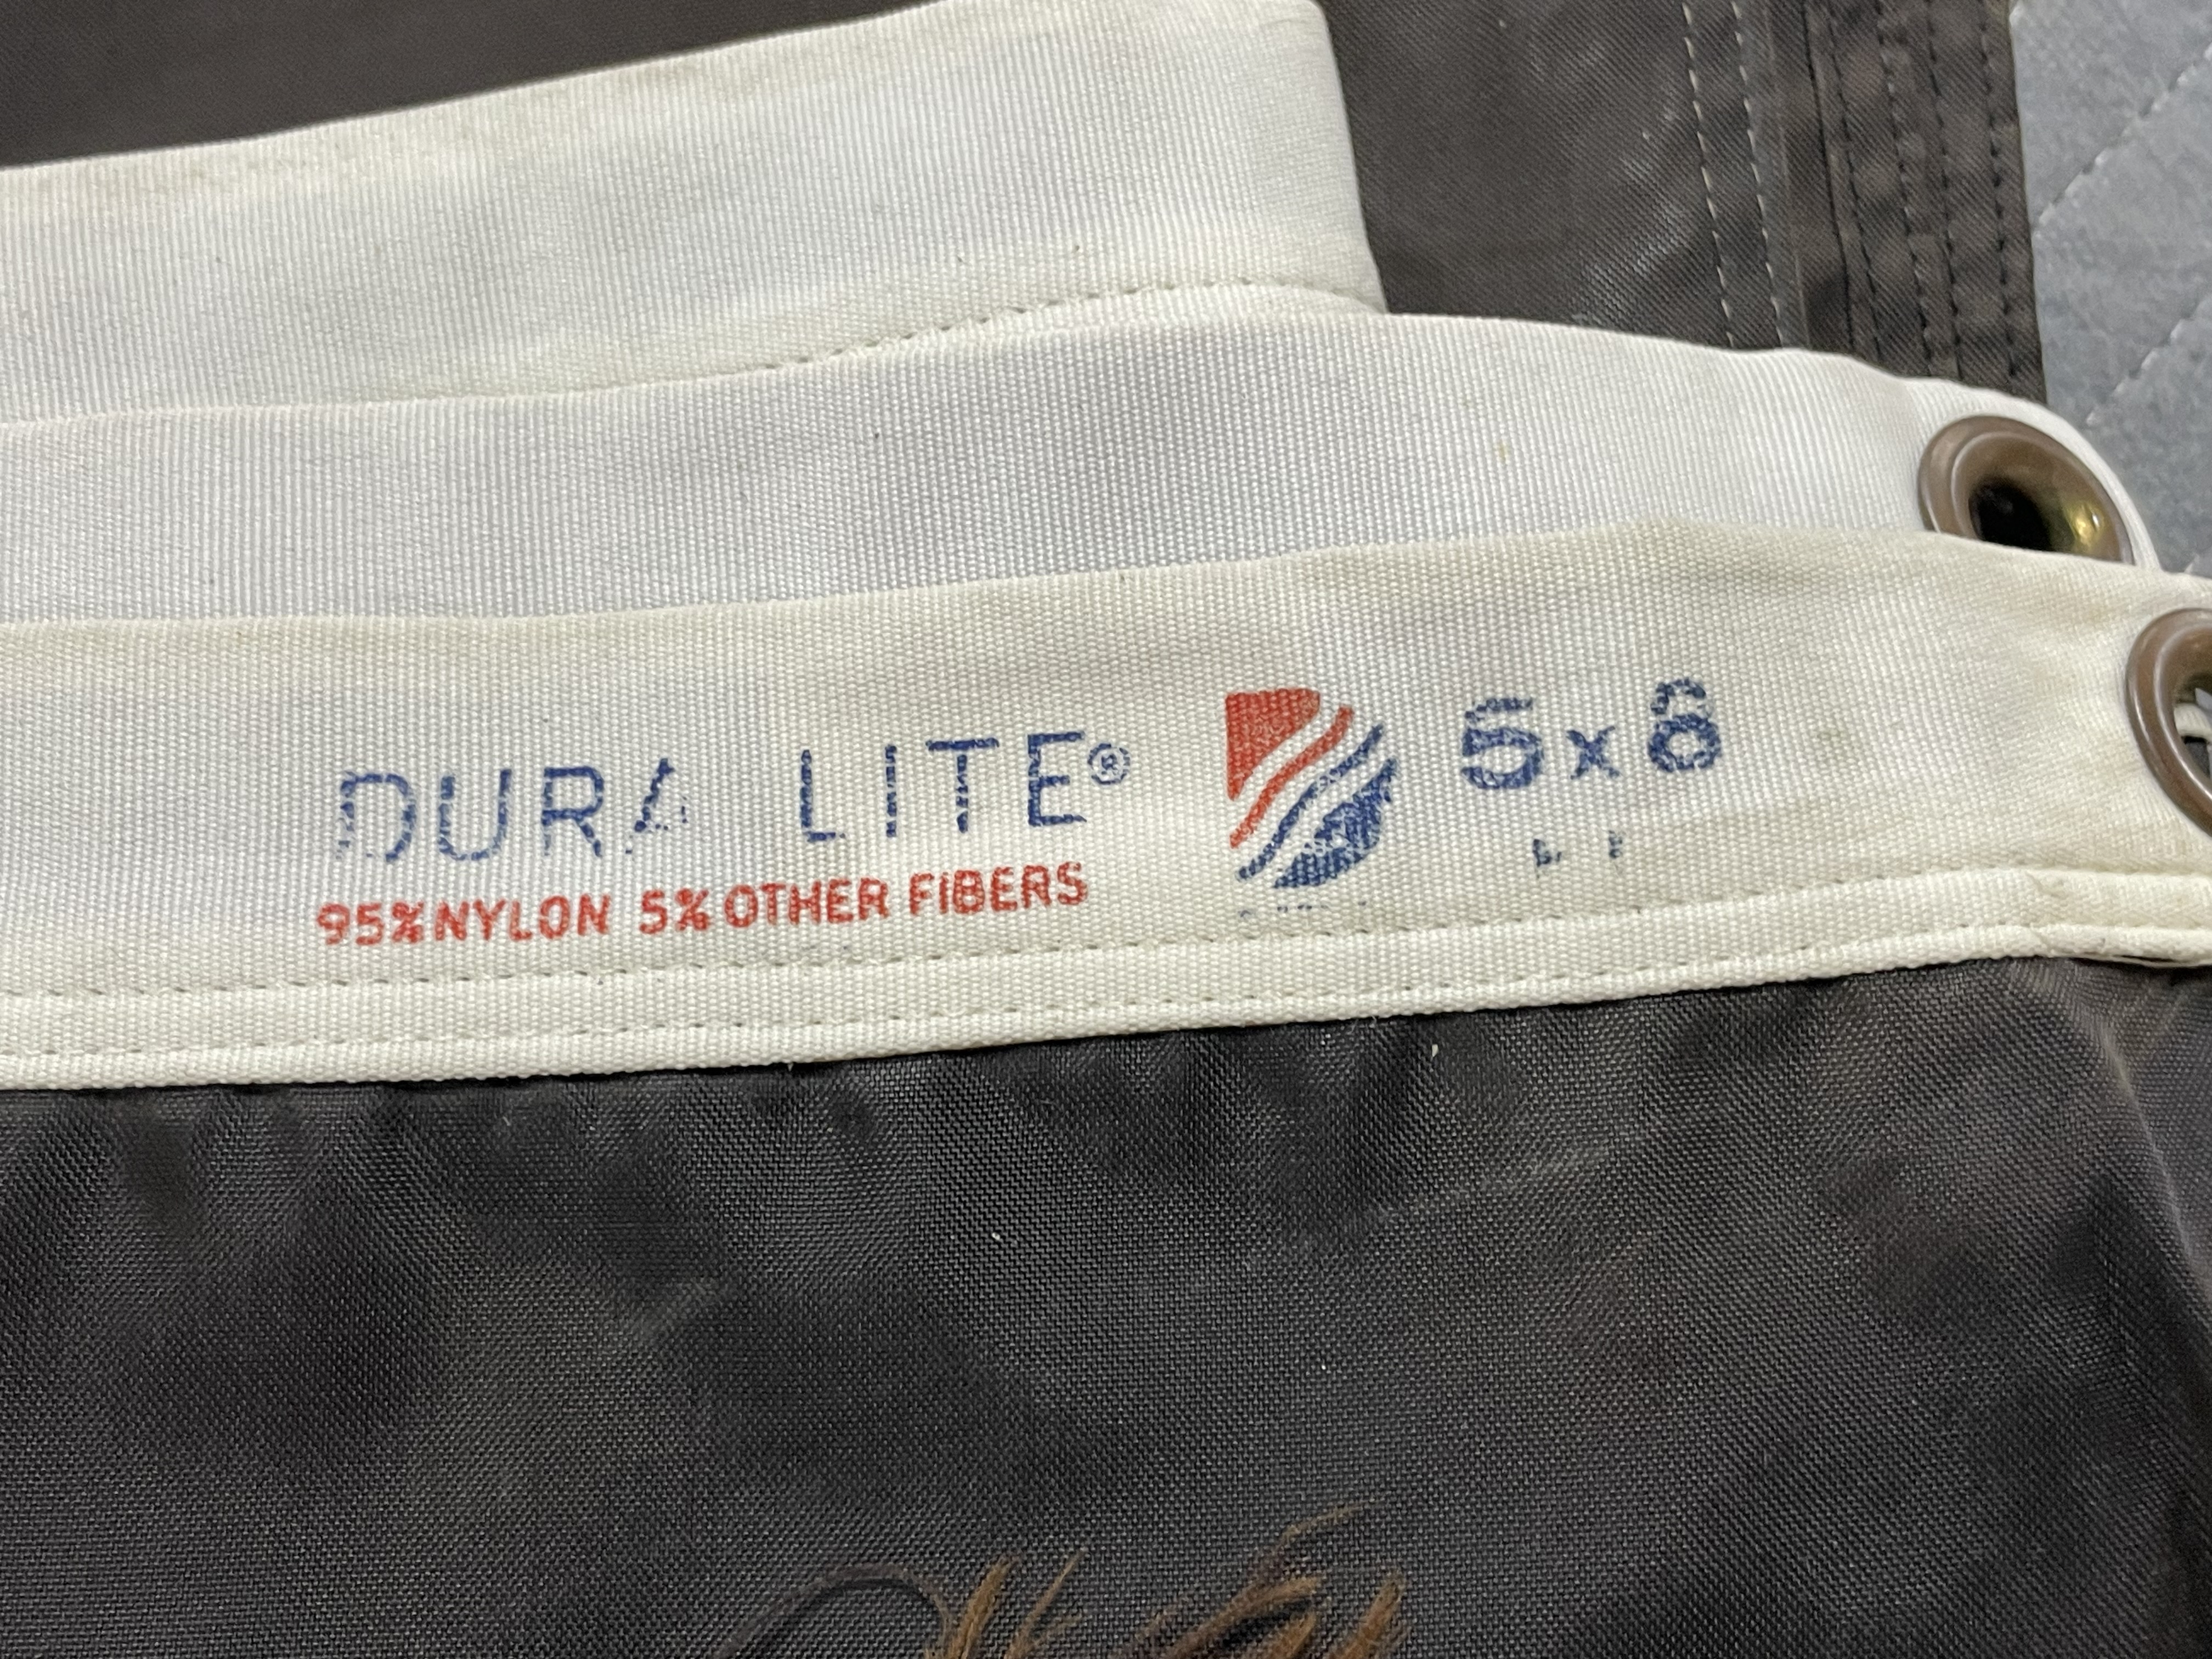 DURA LITE®
5x8
95% NYLON 5% OTHER FIBERS